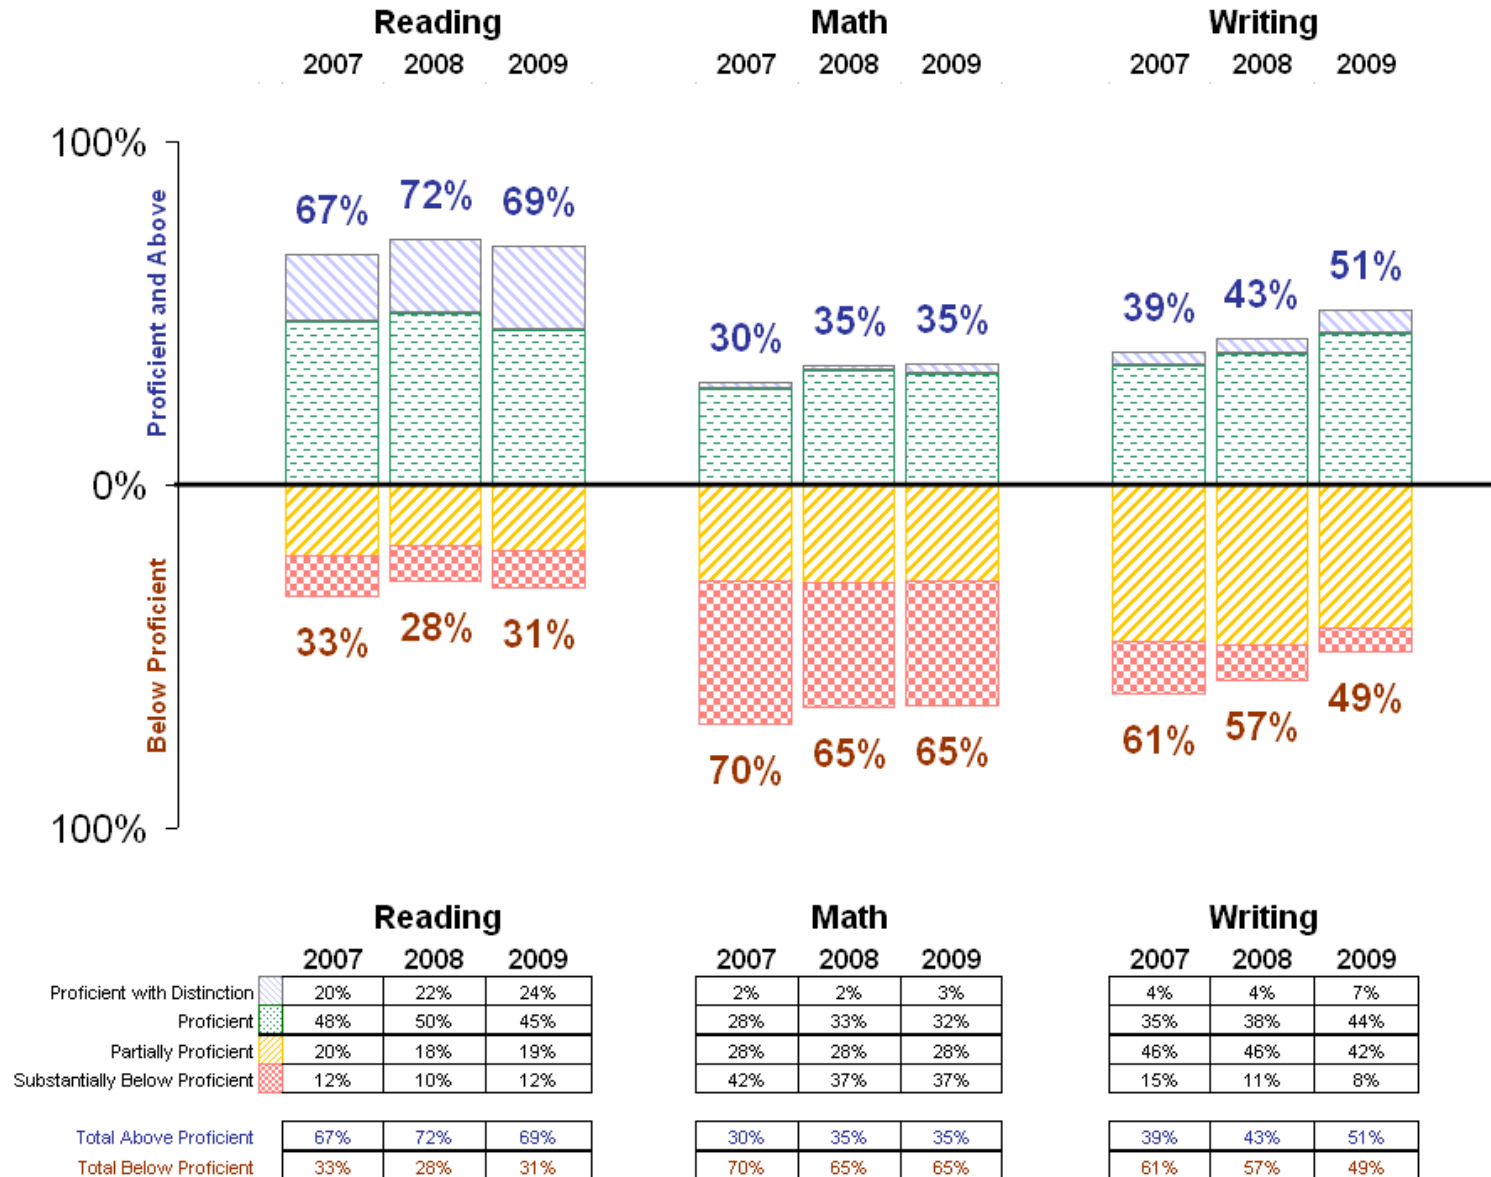 Reading Math Writing
2007 2008 2009 2007 2008 2009 2007 2008 2009
100%
Proficient and Above
67% 72% 69% 30% 35% 35% 39% 43% 51%
0%
Below Proficient
33% 28% 31% 70% 65% 65% 61% 57% 49%
100%
Reading Math Writing
2007 2008 2009 2007 2008 2009 2007 2008 2009
Proficient with Distinction 20% 22% 24% 2% 2% 3% 4% 4% 7%
Proficient 48% 50% 45% 28% 33% 32% 35% 38% 44%
Partially Proficient 20% 18% 19% 28% 28% 28% 46% 46% 42%
Substantially Below Proficient 12% 10% 12% 42% 37% 37% 15% 11% 8%
Total Above Proficient 67% 72% 69% 30% 35% 35% 39% 43% 51%
Total Below Proficient 33% 28% 31% 70% 65% 65% 61% 57% 49%